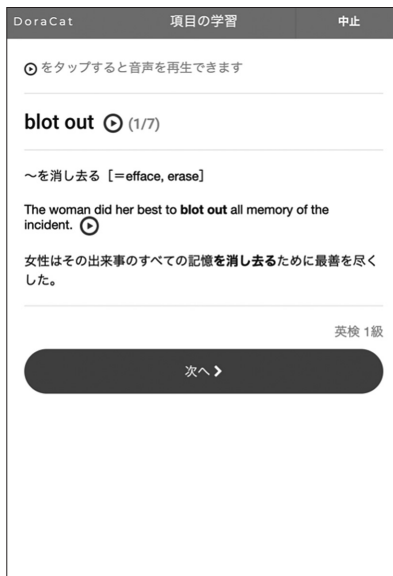 DoraCat 項目の学習 中止
をタップすると音声を再生できます
blot out (1/7)
～を消し去る［＝efface, erase］
The woman did her best to blot out all memory of the
incident.
女性はその出来事のすべての記憶を消し去るために最善を尽く
した。
英検 1級
次へ